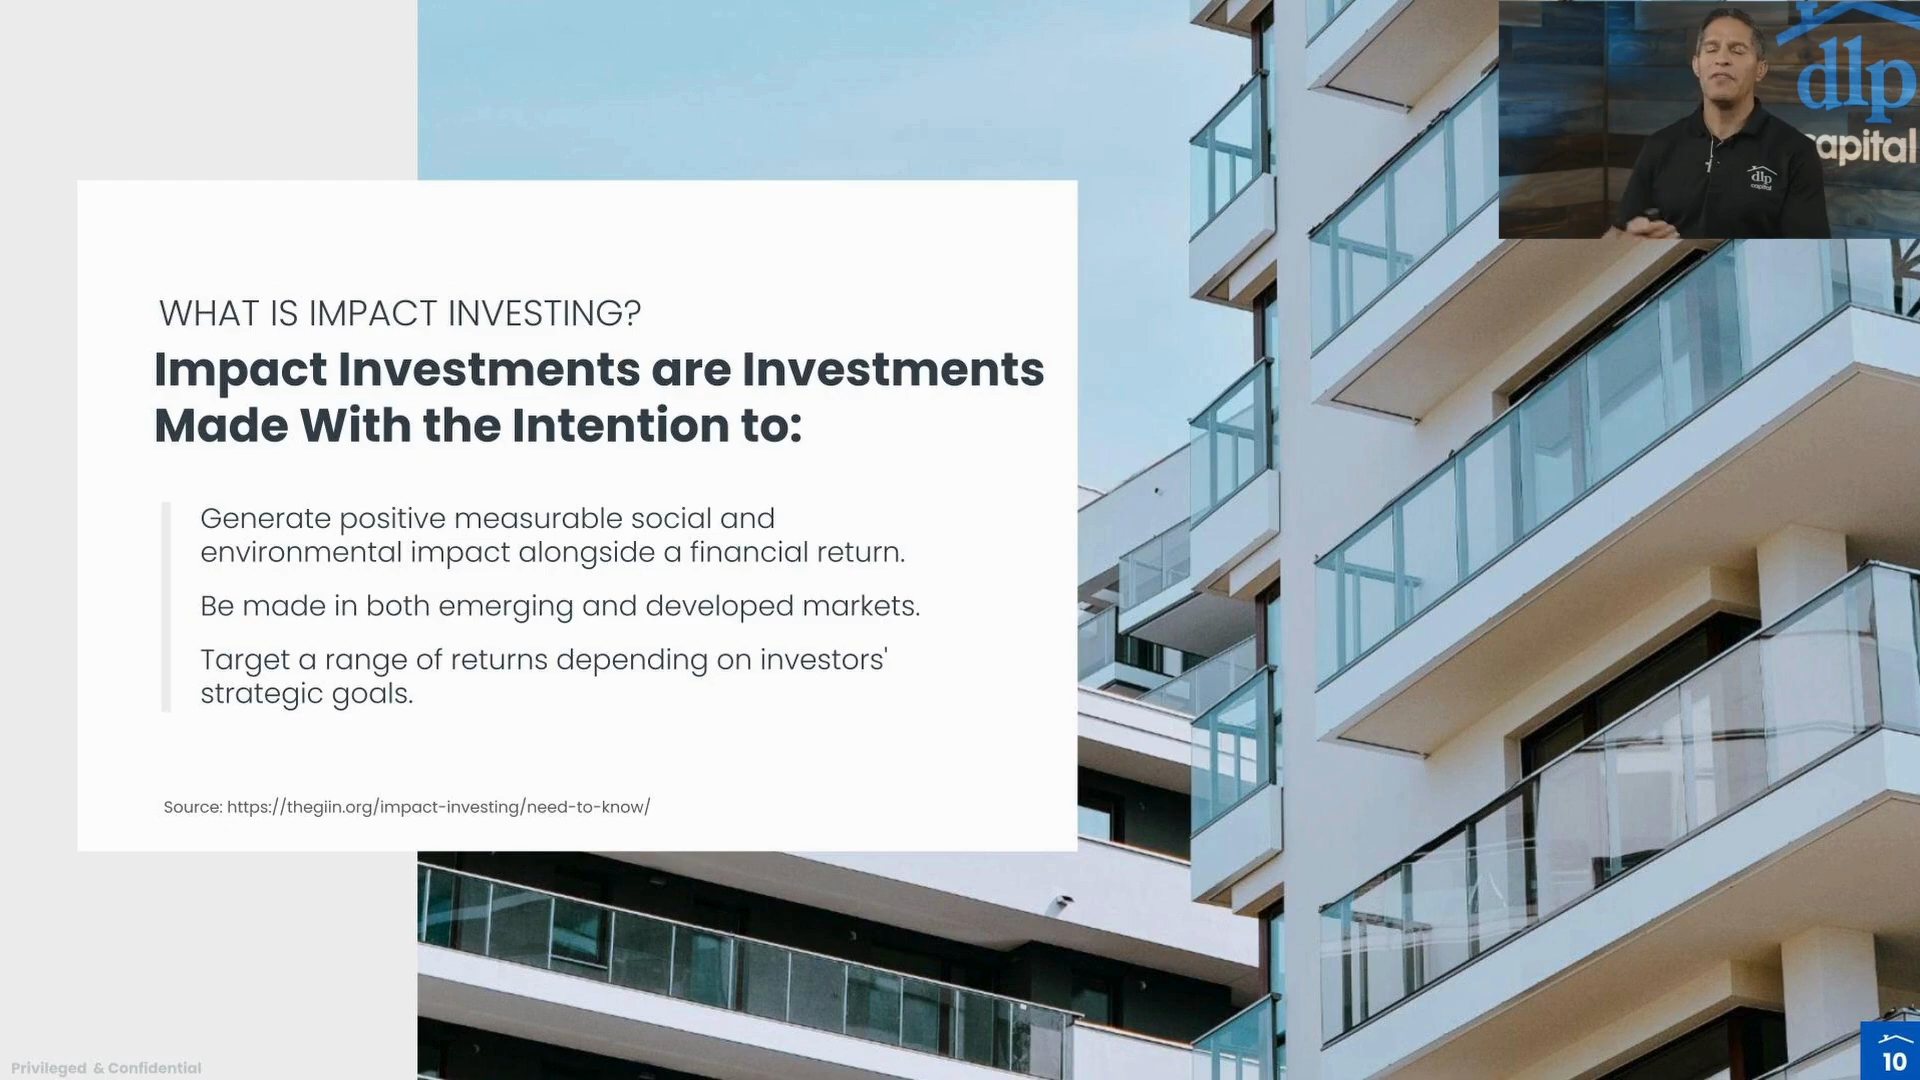 dlp
capital
dlp
capital
WHAT IS IMPACT INVESTING?
Impact Investments are Investments
Made With the Intention to:
Generate positive measurable social and
environmental impact alongside a financial return.
Be made in both emerging and developed markets.
Target a range of returns depending on investors'
strategic goals.
Source: https://thegiin.org/impact-investing/need-to-know/
Privileged & Confidential
10